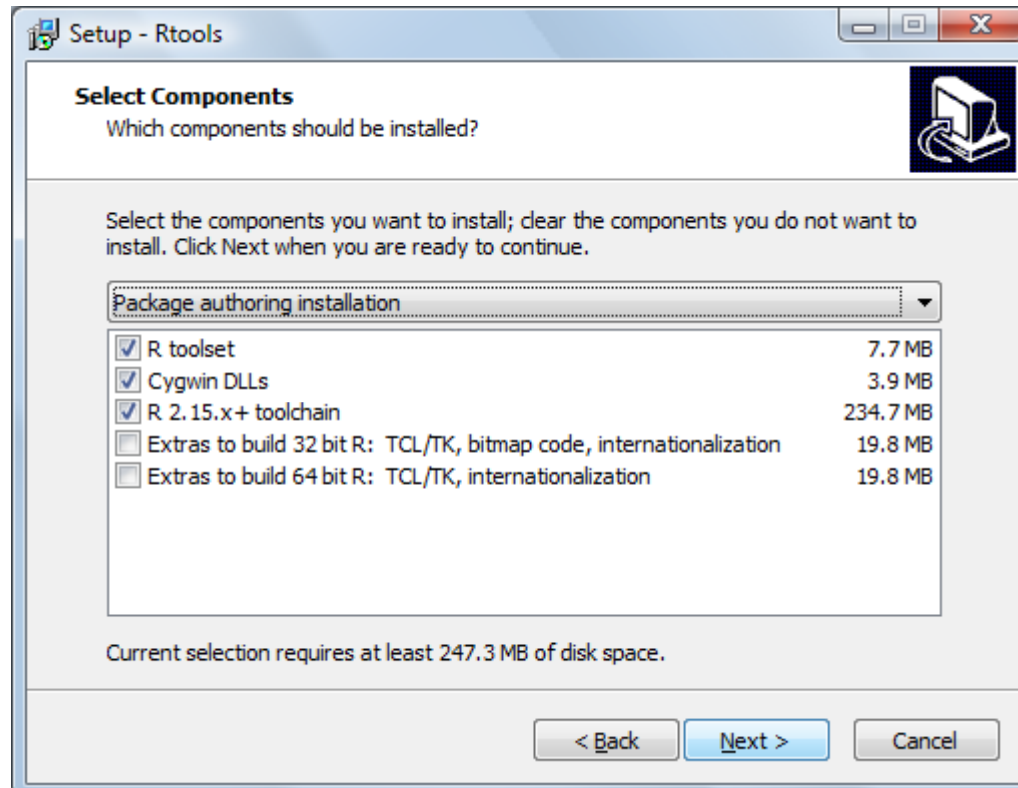 Setup - Rtools
Select Components
Which components should be installed?
Select the components you want to install; clear the components you do not want to
install. Click Next when you are ready to continue.
Package authoring installation
R toolset 7.7 MB
Cygwin DLLs 3.9 MB
R 2.15.x+ toolchain 234.7 MB
Extras to build 32 bit R: TCL/TK, bitmap code, internationalization 19.8 MB
Extras to build 64 bit R: TCL/TK, internationalization 19.8 MB
Current selection requires at least 247.3 MB of disk space.
< Back Next > Cancel